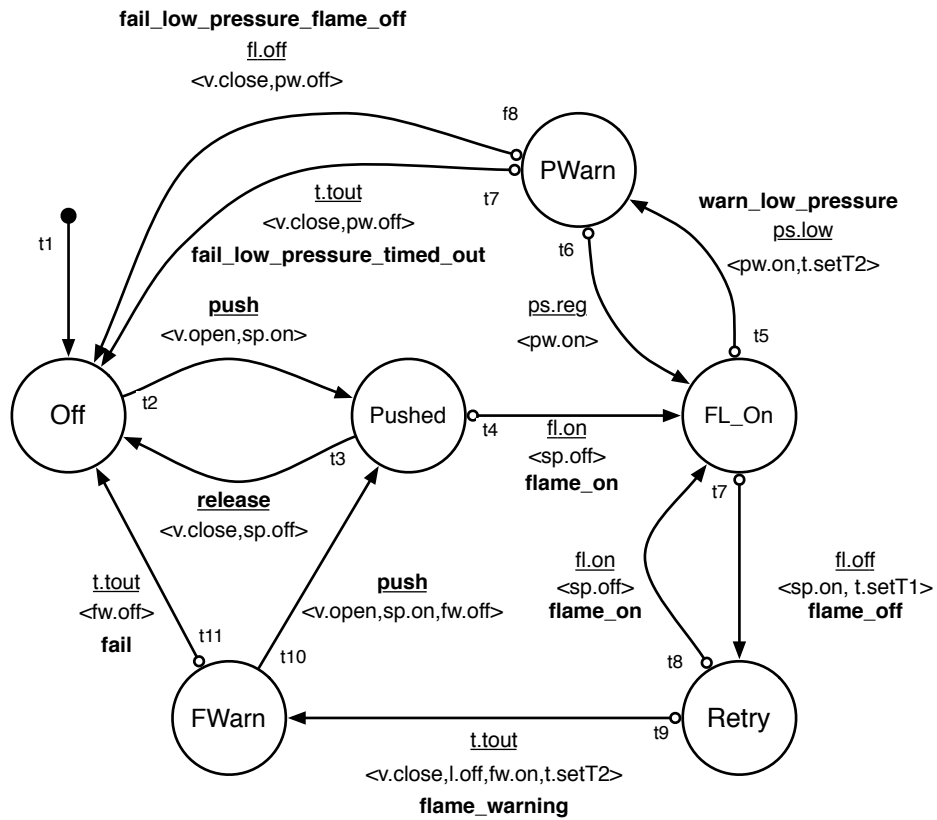 fail_low_pressure_flame_off
fl.off
<v.close,pw.off>
f8
PWarn
t7
t.tout
<v.close,pw.off>
fail_low_pressure_timed_out
warn_low_pressure
ps.low
<pw.on,t.setT2>
t1
t6
push
<v.open,sp.on>
ps.reg
<pw.on>
t5
Off
t2
Pushed
t4
FL_On
fl.on
<sp.off>
flame_on
t3
t7
release
<v.close,sp.off>
t.tout
<fw.off>
fail
push
<v.open,sp.on,fw.off>
fl.on
<sp.off>
flame_on
fl.off
<sp.on, t.setT1>
flame_off
t11
t10
t8
FWarn
Retry
t9
t.tout
<v.close,l.off,fw.on,t.setT2>
flame_warning